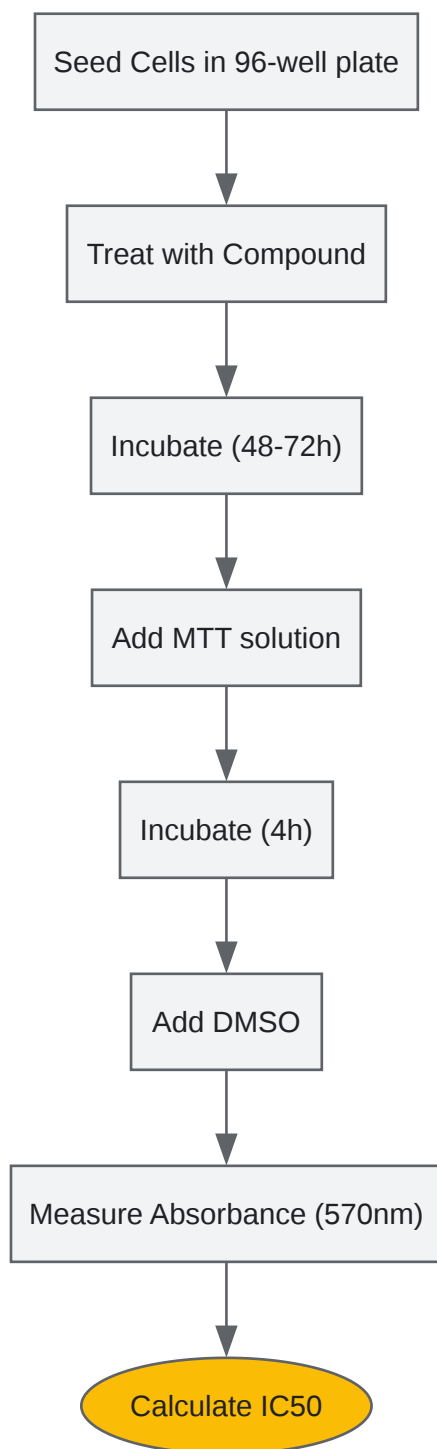 Seed Cells in 96-well plate
Treat with Compound
Incubate (48-72h)
Add MTT solution
Incubate (4h)
Add DMSO
Measure Absorbance (570nm)
Calculate IC50